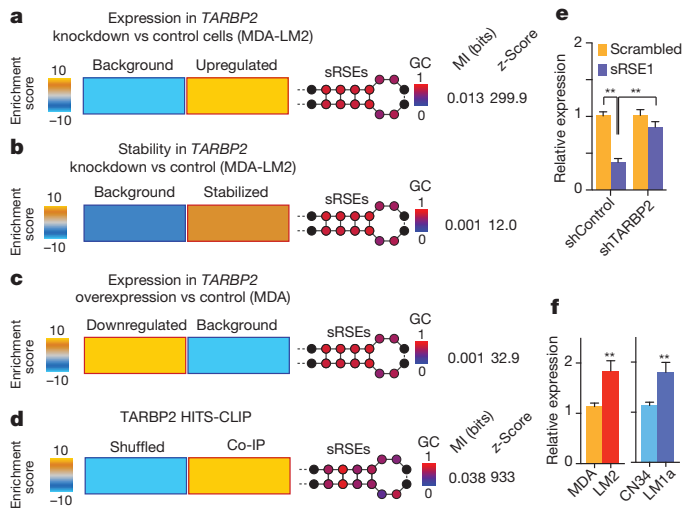 a
Expression in TARBP2
knockdown vs control cells (MDA-LM2)
Enrichment
score
10
−10
Background
Upregulated
sRSEs
GC
1
0
MI (bits)
z-Score
0.013 299.9
b
Stability in TARBP2
knockdown vs control (MDA-LM2)
Enrichment
score
10
−10
Background
Stabilized
sRSEs
GC
1
0
0.001 12.0
c
Expression in TARBP2
overexpression vs control (MDA)
Enrichment
score
10
−10
Downregulated
Background
sRSEs
GC
1
0
0.001 32.9
d
TARBP2 HITS-CLIP
Enrichment
score
10
−10
Shuffled
Co-IP
sRSEs
GC
1
0
MI (bits)
z-Score
0.038 933
e
Scrambled
sRSE1
Relative expression
2
1
0
** **
shControl
shTARBP2
f
Relative expression
2
1
0
**
**
MDA
LM2
CN34
LM1a